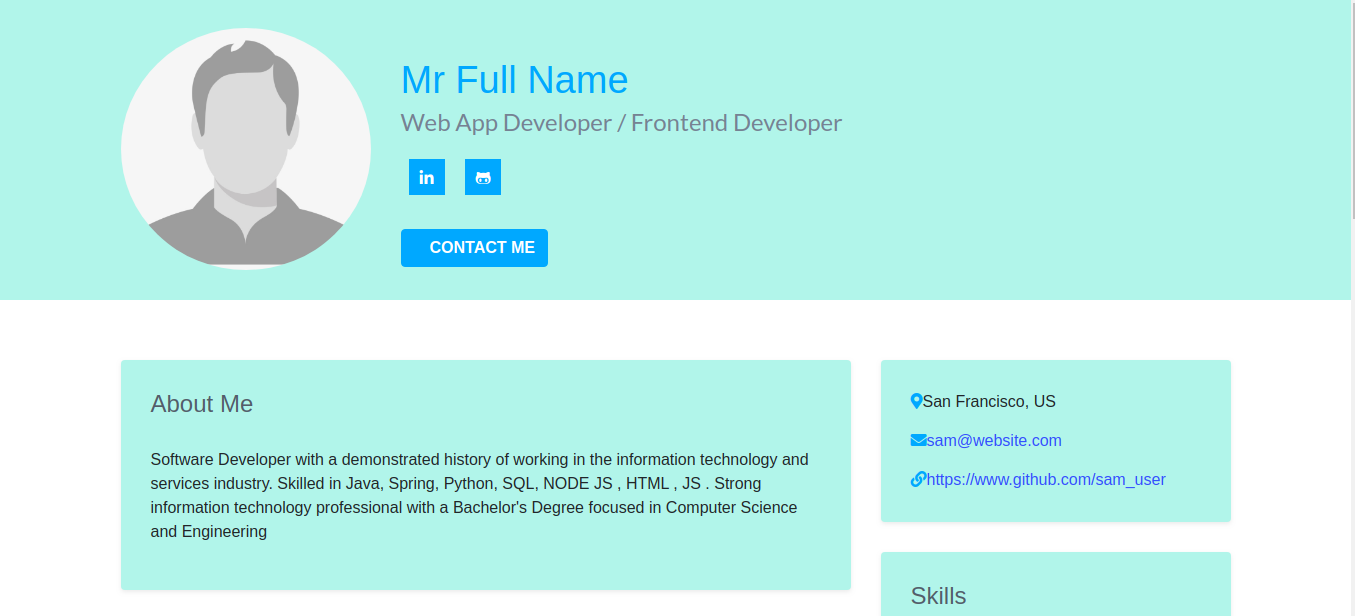 Mr Full Name
Web App Developer / Frontend Developer
in
CONTACT ME
About Me
Software Developer with a demonstrated history of working in the information technology and
services industry. Skilled in Java, Spring, Python, SQL, NODE JS , HTML , JS . Strong
information technology professional with a Bachelor's Degree focused in Computer Science
and Engineering
San Francisco, US
sam@website.com
https://www.github.com/sam_user
Skills